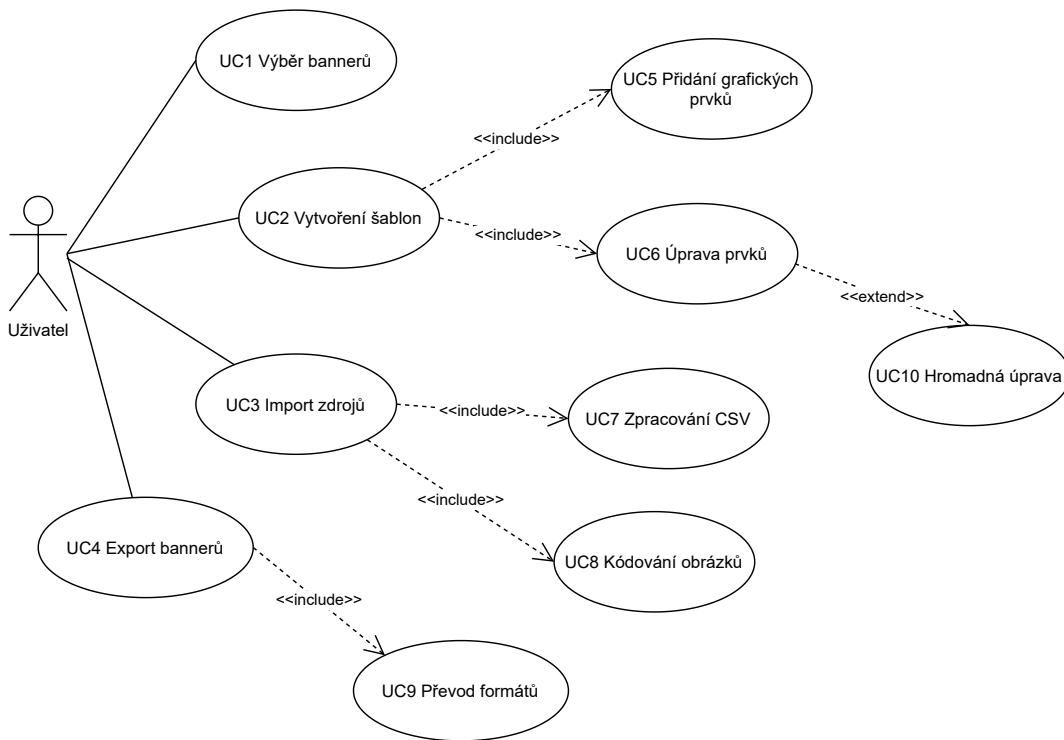 UC1 Výběr bannerů
UC5 Přidání grafických
prvků
<<include>>
UC2 Vytvoření šablon
<<include>>
UC6 Úprava prvků
<<extend>>
Uživatel
UC10 Hromadná úprava
UC3 Import zdrojů
<<include>>
UC7 Zpracování CSV
<<include>>
UC4 Export bannerů
UC8 Kódování obrázků
<<include>>
UC9 Převod formátů